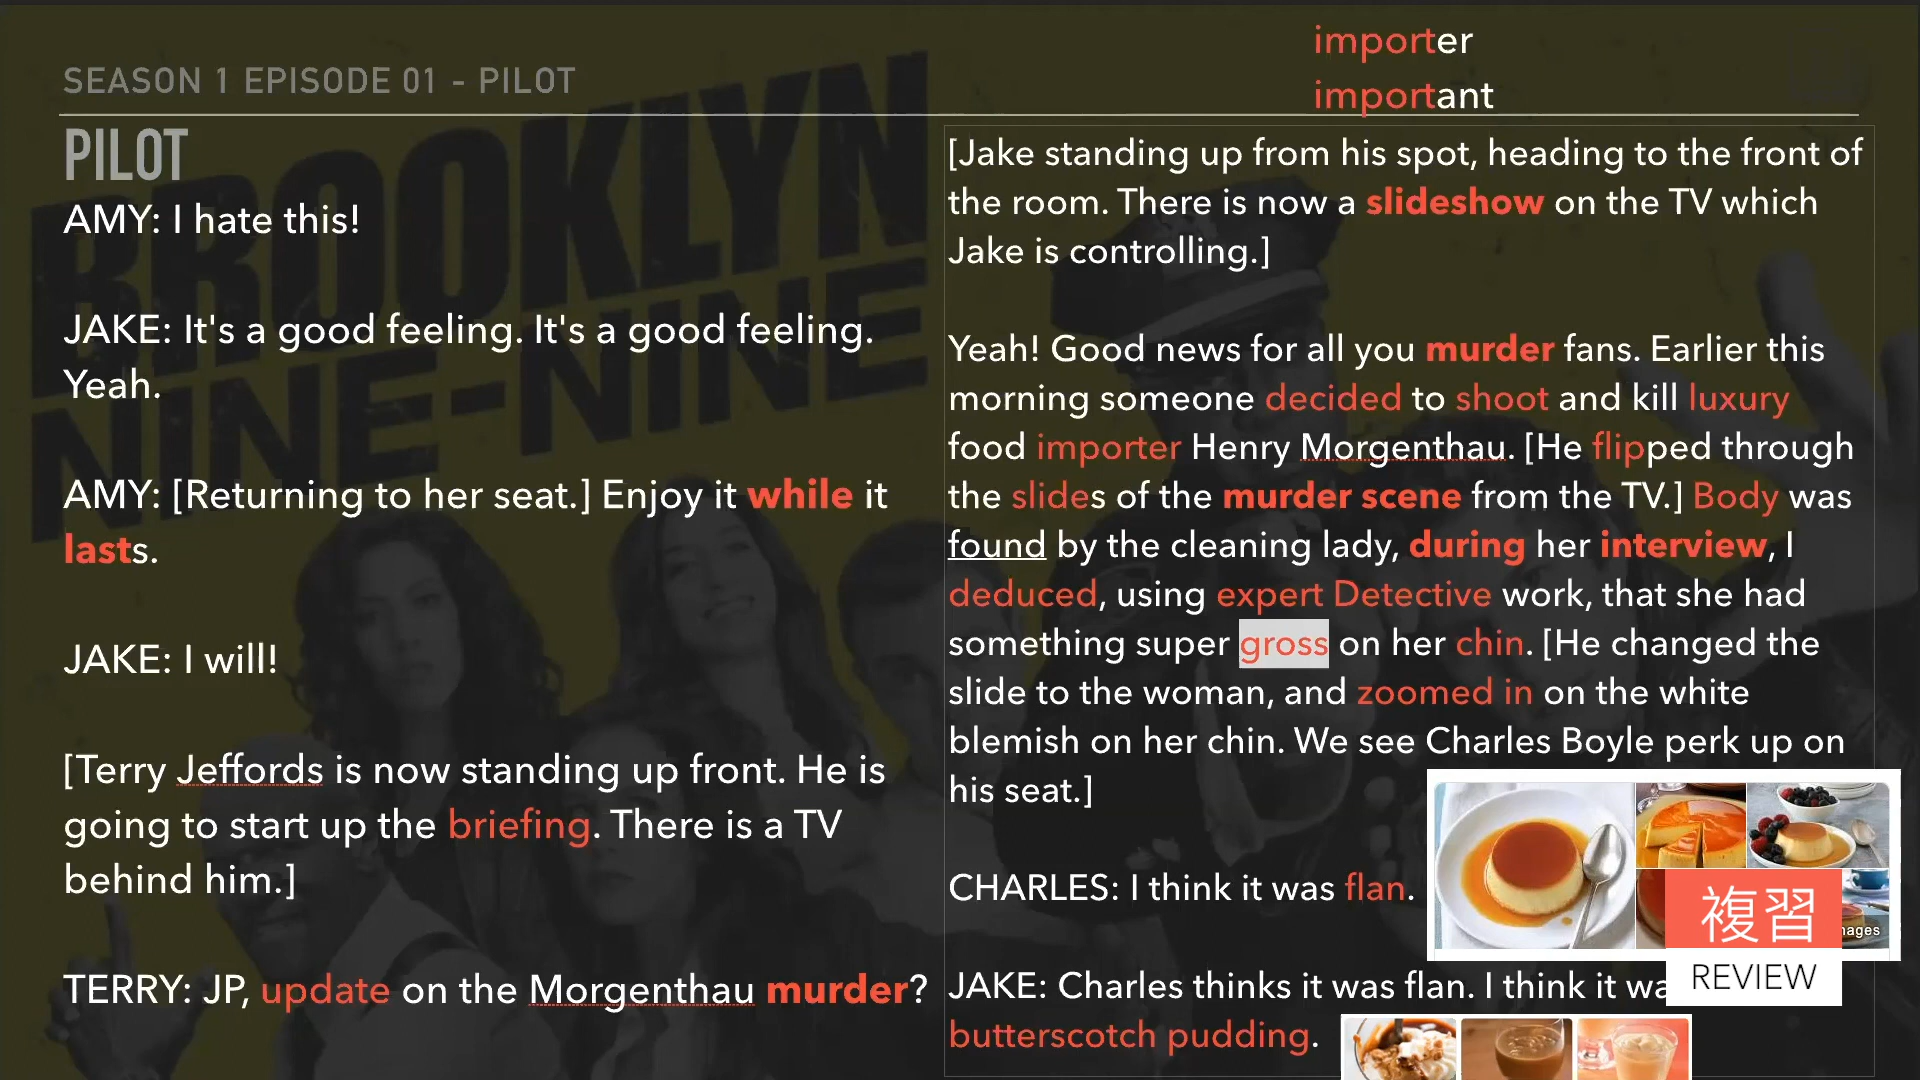 importer
important
SEASON 1 EPISODE 01 - PILOT
PILOT
BROOKLYN
NINE-NINE
AMY: I hate this!
JAKE: It's a good feeling. It's a good feeling.
Yeah.
AMY: [Returning to her seat.] Enjoy it while it
lasts.
JAKE: I will!
[Terry Jeffords is now standing up front. He is
going to start up the briefing. There is a TV
behind him.]
TERRY: JP, update on the Morgenthau murder?
[Jake standing up from his spot, heading to the front of
the room. There is now a slideshow on the TV which
Jake is controlling.]
Yeah! Good news for all you murder fans. Earlier this
morning someone decided to shoot and kill luxury
food importer Henry Morgenthau. [He flipped through
the slides of the murder scene from the TV.] Body was
found by the cleaning lady, during her interview, I
deduced, using expert Detective work, that she had
something super gross on her chin. [He changed the
slide to the woman, and zoomed in on the white
blemish on her chin. We see Charles Boyle perk up on
his seat.]
CHARLES: I think it was flan.
JAKE: Charles thinks it was flan. I think it
butterscotch pudding.
複習
REVIEW